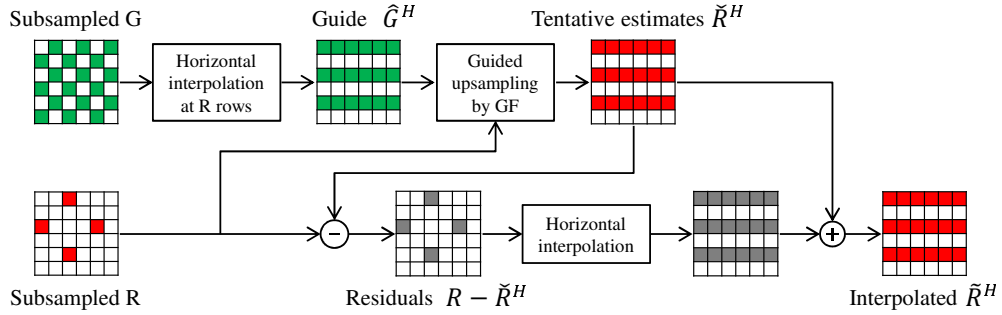 Subsampled G
Guide Ĝ^H
Tentative estimates Ř^H
Horizontal
interpolation
at R rows
Guided
upsampling
by GF
−
Horizontal
interpolation
+
Subsampled R
Residuals R − Ř^H
Interpolated R̃^H